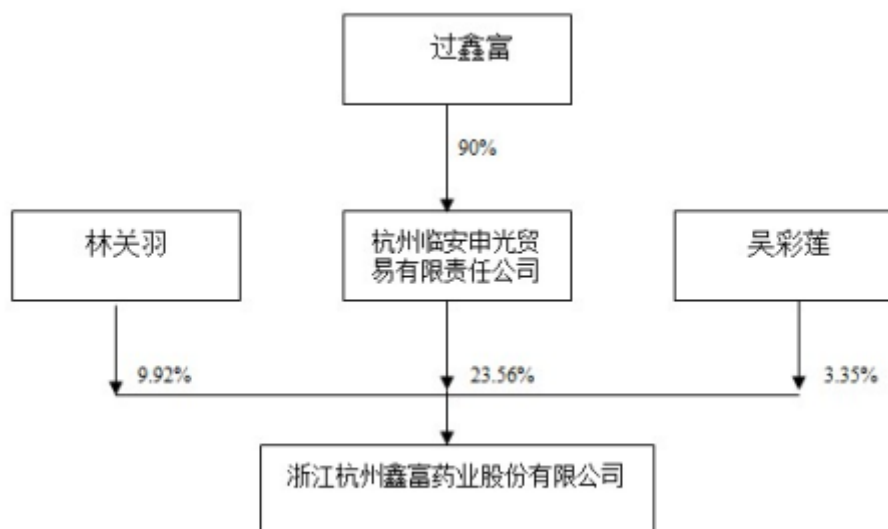 过鑫富
90%
林关羽
杭州临安申光贸
易有限责任公司
吴彩莲
9.92%
23.56%
3.35%
浙江杭州鑫富药业股份有限公司